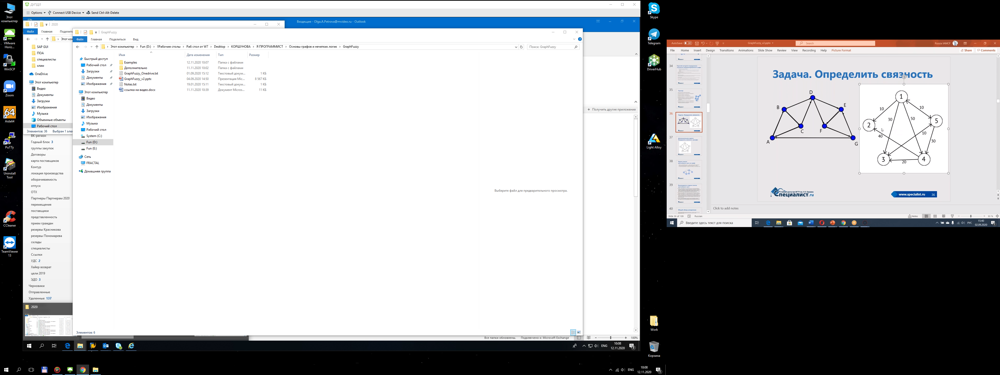 Этот
компьютер
VMware
Horiz...
WinSCP
Zoom
64
Aida64
PuTTy
Uninstall
Tool
CCleaner
TeamViewer
13
ДУПДЛ
Options
Connect USB Device
Send Ctrl-Alt-Delete
Входящие - Olga.A.Petrova@mvideo.ru - Outlook
2020
Файл
Главная
Поделить
Этот ком
SAP GUI
ПОА
специалисты
хлам
OneDrive
Этот компьютер
Видео
Документы
Загрузки
Изображения
Музыка
Объемные объекты
Рабочий стол
Элементов: 36
Выбран 1 эле
ВК-регион
Годный блок 3
группы закупок
Договоры
карта поставщиков
Контур
локация производства
оборачиваемость
отпуск
ОТХ
Партнеры Партнерам 2020
перемещения
поставщики
представленность
прием граждан
резервы Красникова
резервы Пономарева
склады
специалисты
Ссылки
УДС 2
Хайер возврат
цели 2019
ЭДО 3
Черновики
Отправленные
Удаленные 137
2020
GraphFuzzy
Файл
Главная
Поделиться
Вид
Этот компьютер > Fun (D:) > !!Рабочие столы > Раб стол от W7 > Desktop > КОРШУНОВА > Я ПРОГРАММИСТ > Основы графов и нечетких логик > GraphFuzzy
Поиск: GraphFuzzy
Быстрый доступ
Рабочий стол
Загрузки
Документы
Изображения
Этот компьютер
Видео
Документы
Загрузки
Изображения
Музыка
Рабочий стол
System (C:)
Fun (D:)
Fun (E:)
Сеть
FRACTAL
Домашняя группа
Имя Дата изменения Тип Размер
Examples 12.11.2020 10:07 Папка с файлами
Дополнительно 11.11.2020 10:02 Папка с файлами
GraphFuzzy_Onedrive.txt 01.09.2020 15:12 Текстовый докум... 1 КБ
GraphFuzzy_v2.pptx 04.09.2020 14:50 Презентация Mic... 8 567 КБ
Notes.txt 19.01.2020 15:11 Текстовый докум... 1 КБ
ссылка на видео.docx 11.11.2020 10:39 Документ Micros... 11 КБ
Выберите файл для предварительного просмотра.
Элементов: 6
Получить другие приложения
Все папки обновлены.
Подключено к: Microsoft Exchange
100%
ENG
10:08
12.11.2020
3
ENG
10:08
12.11.2020
1
Skype
Telegram
DriverHub
Light Alloy
Work
Корзина
AutoSave Off
GraphFuzzy_v2.pptx
Search
Russia IAMCP
File Home Insert Design Transitions Animations Slide Show Review View Recording Help Picture Format
Share
Comments
34
35
36
37
38
39
40
Задача. Определить связность
A
B
C
D
E
F
G
1
2
3
4
5
10
10
30
50
40
10
30
20
Учебный центр при МГТУ им. Н.Э. Баумана
Специалист.ru
www.specialist.ru
36
Click to add notes
Slide 36 of 109
Russian
Notes
93 %
Введите здесь текст для поиска
РУС
15:40
02.09.2020
1